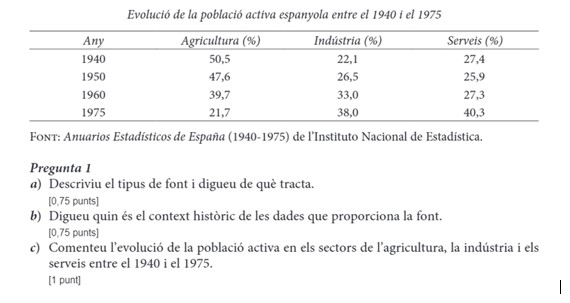 Evolució de la població activa espanyola entre el 1940 i el 1975
Any Agricultura (%) Indústria (%) Serveis (%)
1940 50,5 22,1 27,4
1950 47,6 26,5 25,9
1960 39,7 33,0 27,3
1975 21,7 38,0 40,3
FONT: Anuarios Estadísticos de España (1940-1975) de l’Instituto Nacional de Estadística.
Pregunta 1
a) Descriviu el tipus de font i digueu de què tracta.
[0,75 punts]
b) Digueu quin és el context històric de les dades que proporciona la font.
[0,75 punts]
c) Comenteu l’evolució de la població activa en els sectors de l’agricultura, la indústria i els
serveis entre el 1940 i el 1975.
[1 punt]